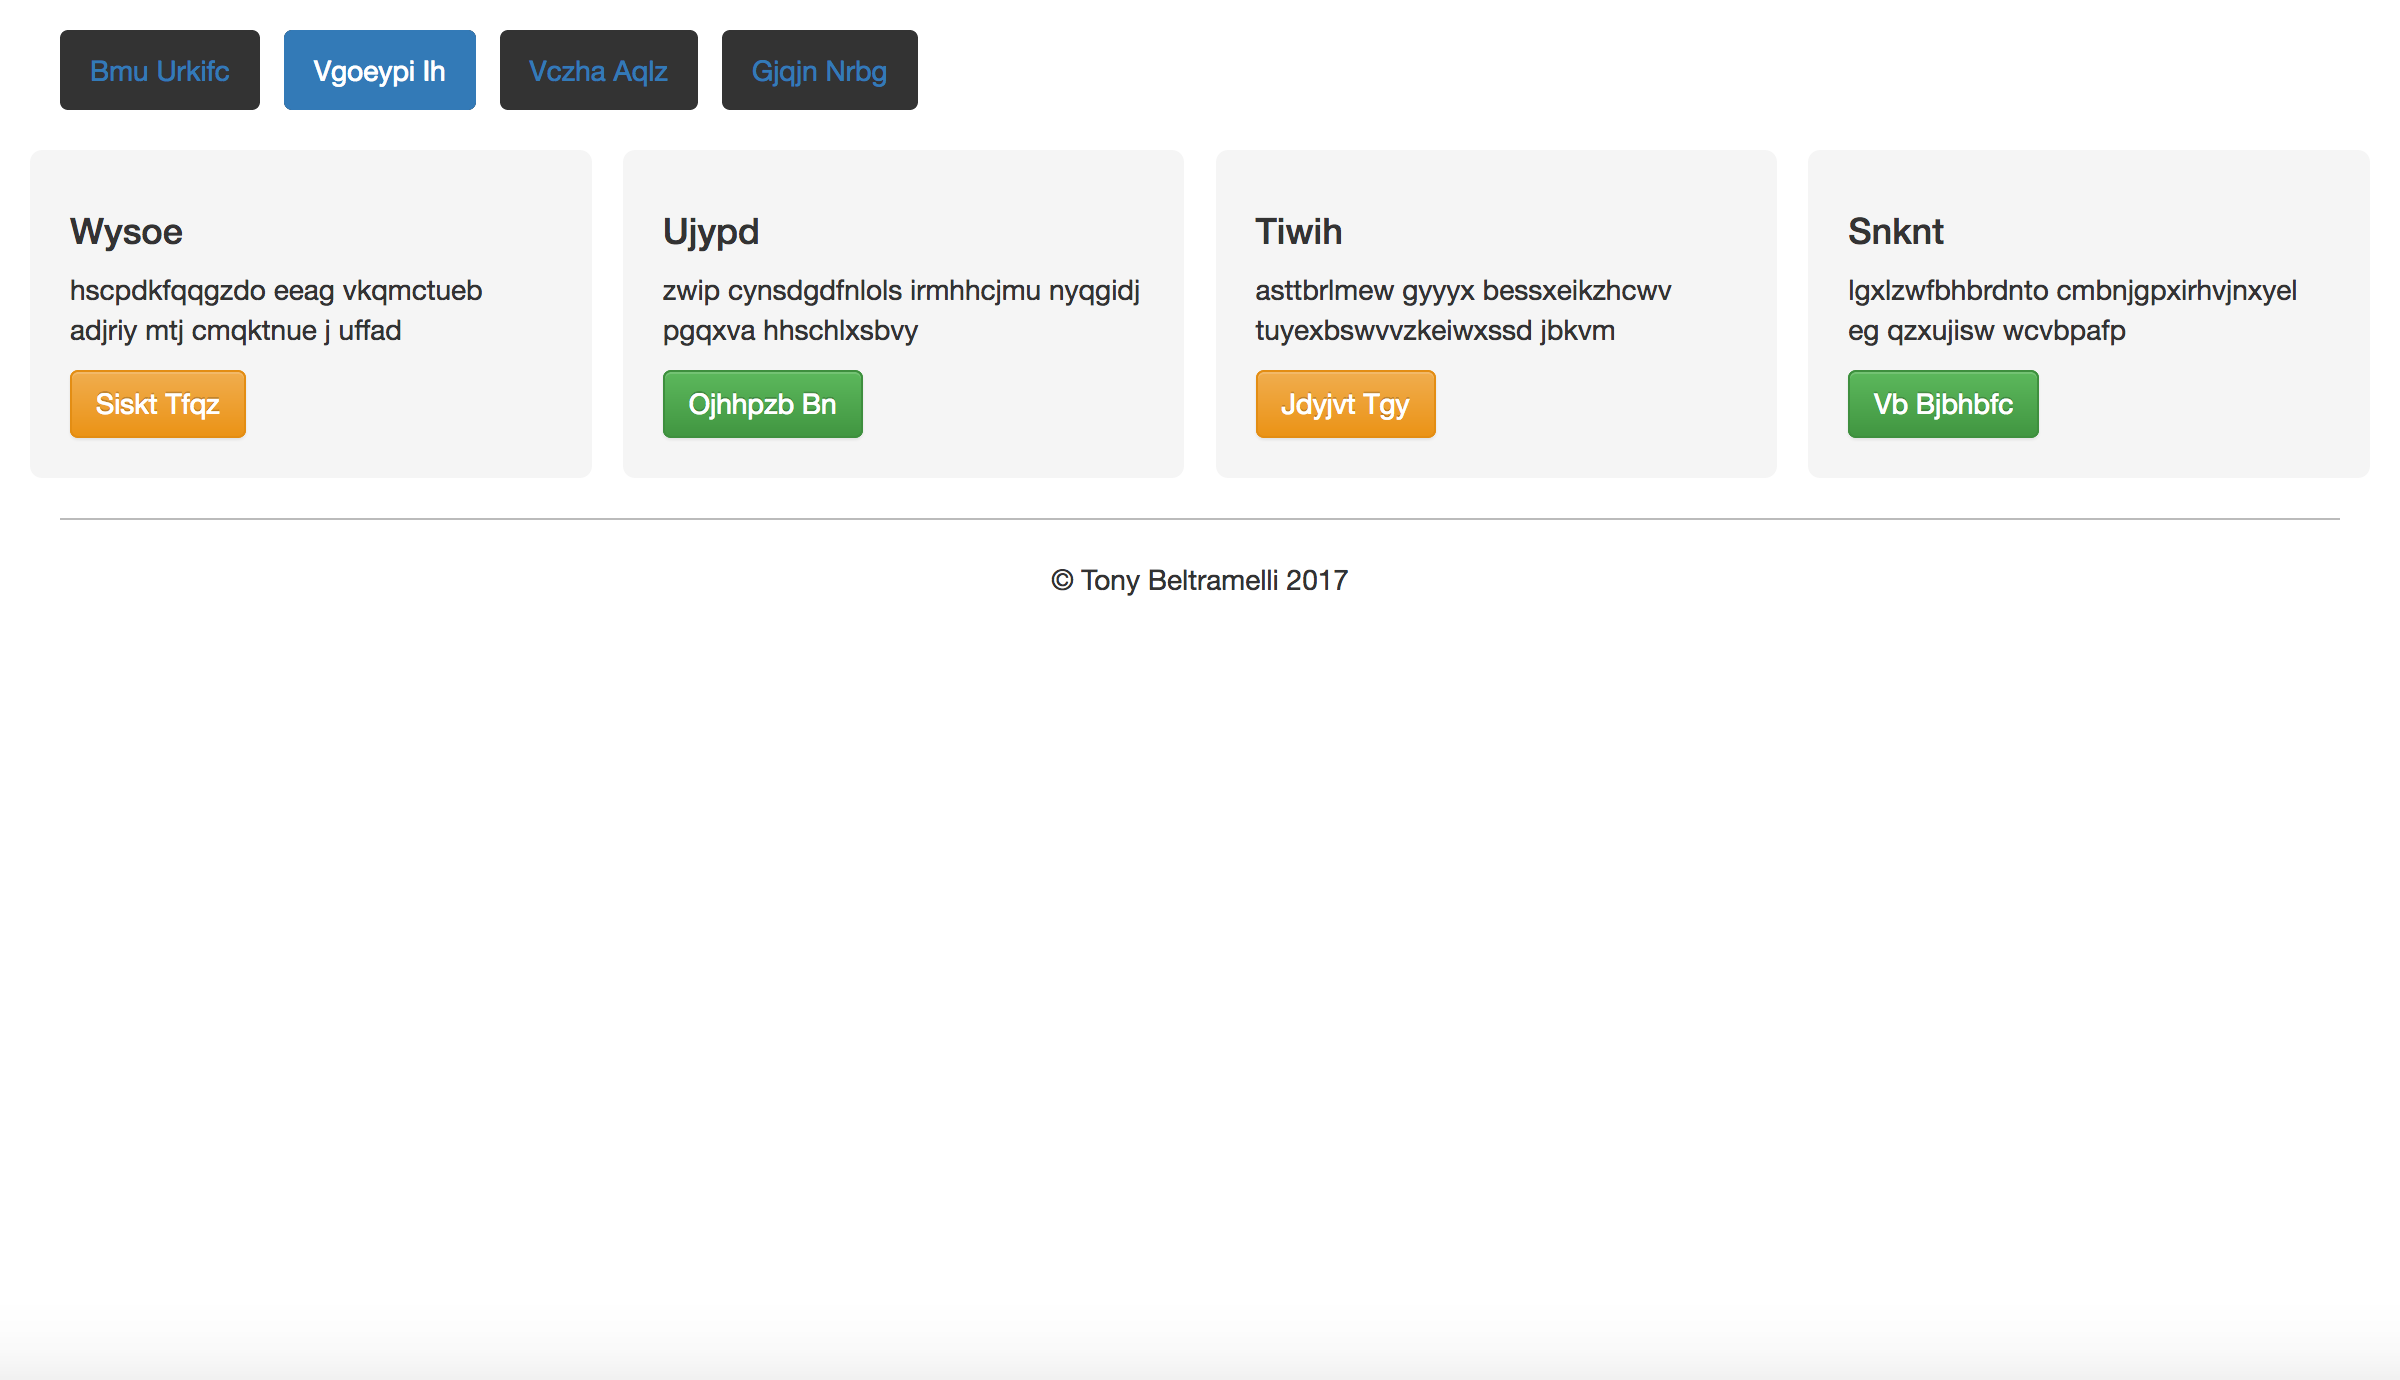 Bmu Urkifc
Vgoeypi Ih
Vczha Aqlz
Gjqjn Nrbg
Wysoe
hscpdkfqqgzdo eeag vkqmctueb
adjriy mtj cmqktnue j uffad
Siskt Tfqz
Ujypd
zwip cynsdgdfnlols irmhhcjmu nyqgidj
pgqxva hhschlxsbvy
Ojhhpzb Bn
Tiwih
asttbrlmew gyyyx bessxeikzhcwv
tuyexbswvvzkeiwxssd jbkvm
Jdyjvt Tgy
Snknt
lgxlzwfbhbrdnto cmbnjgpxirhvjnxyel
eg qzxujisw wcvbpafp
Vb Bjbhbfc
© Tony Beltramelli 2017